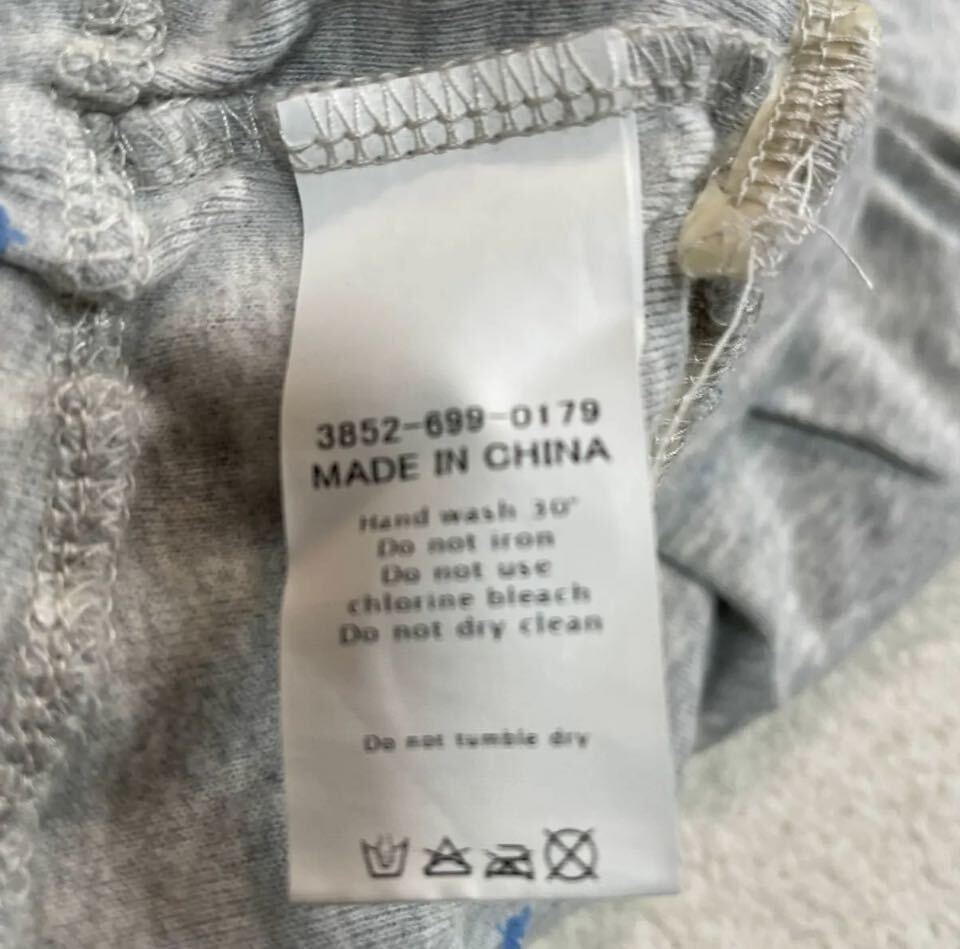 3852-699-0179
MADE IN CHINA
Hand wash 30°
Do not iron
Do not use
chlorine bleach
Do not dry clean
Do not tumble dry